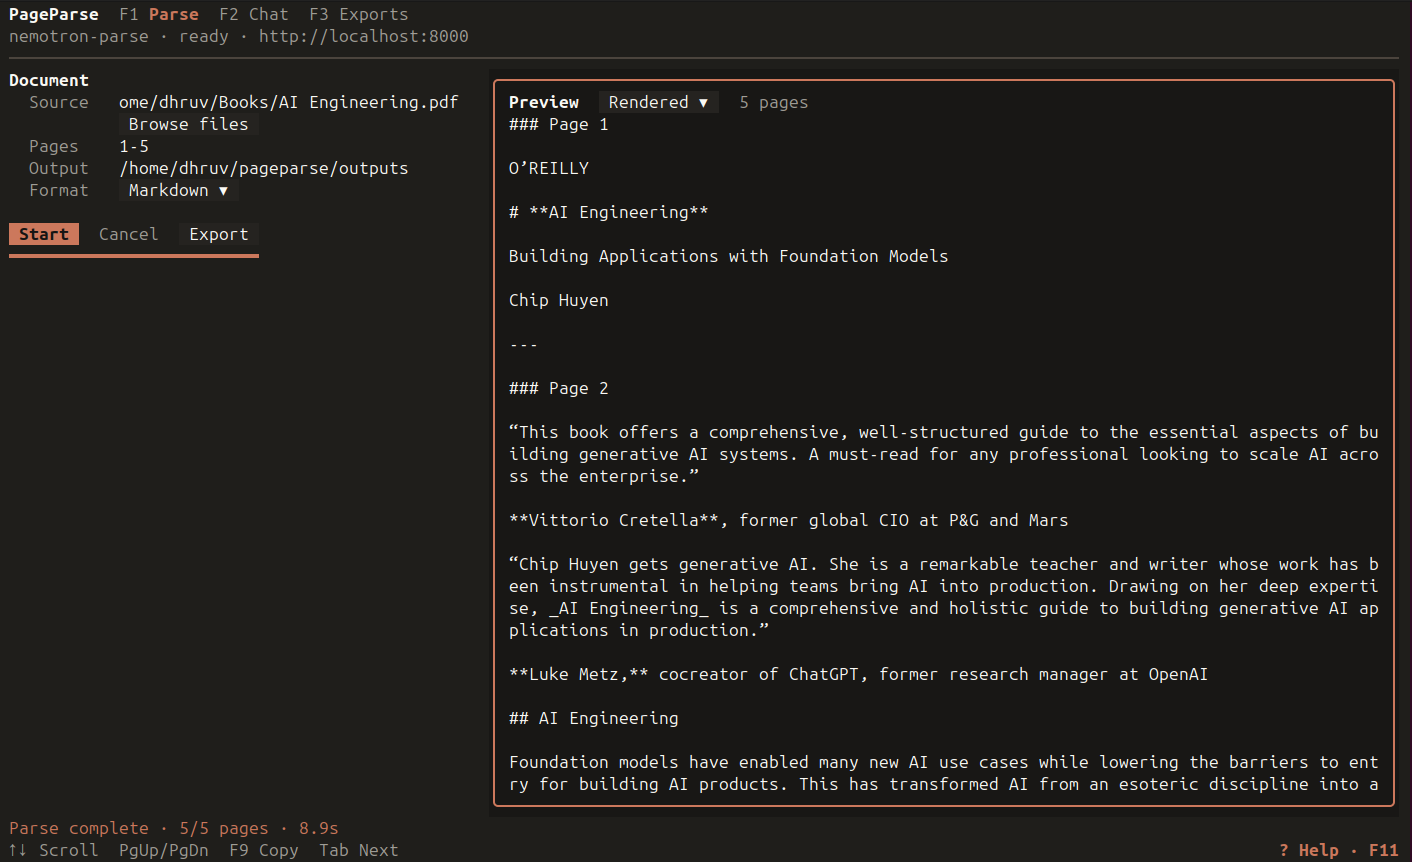 PageParse F1 Parse F2 Chat F3 Exports
nemotron-parse · ready · http://localhost:8000
Document
Source ome/dhruv/Books/AI Engineering.pdf
Browse files
Pages 1-5
Output /home/dhruv/pageparse/outputs
Format Markdown ▼
Start Cancel Export
Preview Rendered ▼ 5 pages
### Page 1
O’REILLY
# **AI Engineering**
Building Applications with Foundation Models
Chip Huyen
---
### Page 2
“This book offers a comprehensive, well-structured guide to the essential aspects of bu
ilding generative AI systems. A must-read for any professional looking to scale AI acro
ss the enterprise.”
**Vittorio Cretella**, former global CIO at P&G and Mars
“Chip Huyen gets generative AI. She is a remarkable teacher and writer whose work has b
een instrumental in helping teams bring AI into production. Drawing on her deep experti
se, _AI Engineering_ is a comprehensive and holistic guide to building generative AI ap
plications in production.”
**Luke Metz,** cocreator of ChatGPT, former research manager at OpenAI
## AI Engineering
Foundation models have enabled many new AI use cases while lowering the barriers to ent
ry for building AI products. This has transformed AI from an esoteric discipline into a
Parse complete · 5/5 pages · 8.9s
↑↓ Scroll PgUp/PgDn F9 Copy Tab Next
? Help · F11